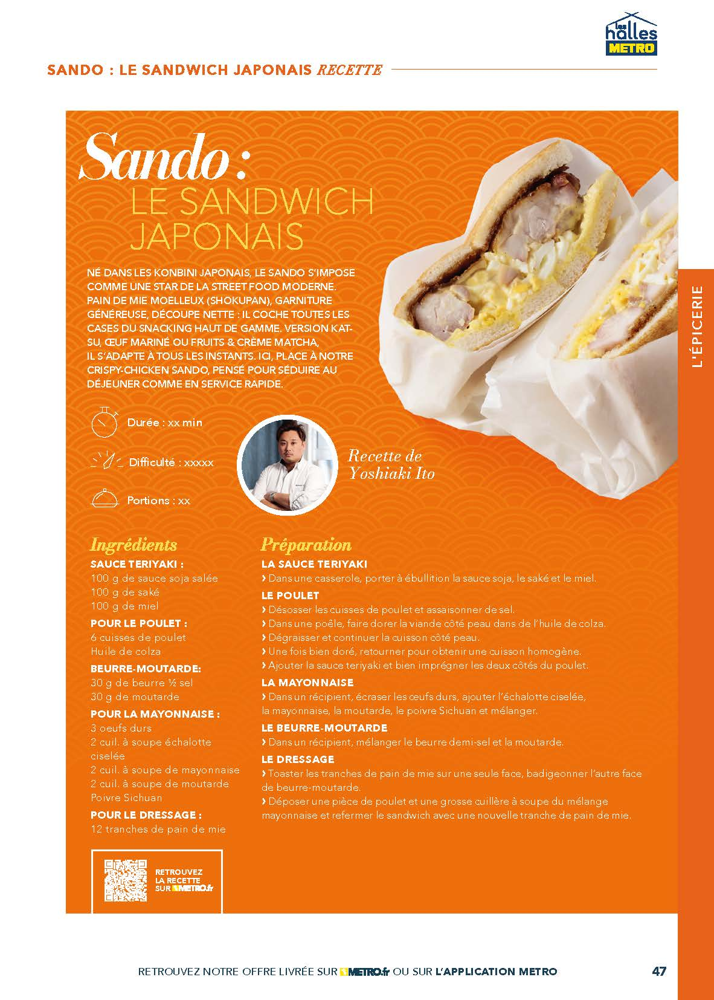 les
halles
METRO
SANDO : LE SANDWICH JAPONAIS RECETTE
Sando :
LE SANDWICH
JAPONAIS
NÉ DANS LES KONBINI JAPONAIS, LE SANDO S’IMPOSE
COMME UNE STAR DE LA STREET FOOD MODERNE.
PAIN DE MIE MOELLEUX (SHOKUPAN), GARNITURE
GÉNÉREUSE, DÉCOUPE NETTE : IL COCHE TOUTES LES
CASES DU SNACKING HAUT DE GAMME. VERSION KAT-
SU, ŒUF MARINÉ OU FRUITS & CRÈME MATCHA,
IL S’ADAPTE À TOUS LES INSTANTS. ICI, PLACE À NOTRE
CRISPY-CHICKEN SANDO, PENSÉ POUR SÉDUIRE AU
DÉJEUNER COMME EN SERVICE RAPIDE.
L'ÉPICERIE
Durée : xx min
Difficulté : xxxxx
Portions : xx
Recette de
Yoshiaki Ito
Ingrédients
SAUCE TERIYAKI :
100 g de sauce soja salée
100 g de saké
100 g de miel
POUR LE POULET :
6 cuisses de poulet
Huile de colza
BEURRE-MOUTARDE:
30 g de beurre ½ sel
30 g de moutarde
POUR LA MAYONNAISE :
3 oeufs durs
2 cuil. à soupe échalotte
ciselée
2 cuil. à soupe de mayonnaise
2 cuil. à soupe de moutarde
Poivre Sichuan
POUR LE DRESSAGE :
12 tranches de pain de mie
Préparation
LA SAUCE TERIYAKI
› Dans une casserole, porter à ébullition la sauce soja, le saké et le miel.
LE POULET
› Désosser les cuisses de poulet et assaisonner de sel.
› Dans une poêle, faire dorer la viande côté peau dans de l’huile de colza.
› Dégraisser et continuer la cuisson côté peau.
› Une fois bien doré, retourner pour obtenir une cuisson homogène.
› Ajouter la sauce teriyaki et bien imprégner les deux côtés du poulet.
LA MAYONNAISE
› Dans un récipient, écraser les œufs durs, ajouter l’échalotte ciselée,
la mayonnaise, la moutarde, le poivre Sichuan et mélanger.
LE BEURRE-MOUTARDE
› Dans un récipient, mélanger le beurre demi-sel et la moutarde.
LE DRESSAGE
› Toaster les tranches de pain de mie sur une seule face, badigeonner l’autre face
de beurre-moutarde.
› Déposer une pièce de poulet et une grosse cuillère à soupe du mélange
mayonnaise et refermer le sandwich avec une nouvelle tranche de pain de mie.
RETROUVEZ
LA RECETTE
SUR METRO.fr
RETROUVEZ NOTRE OFFRE LIVRÉE SUR METRO.fr OU SUR L’APPLICATION METRO
47